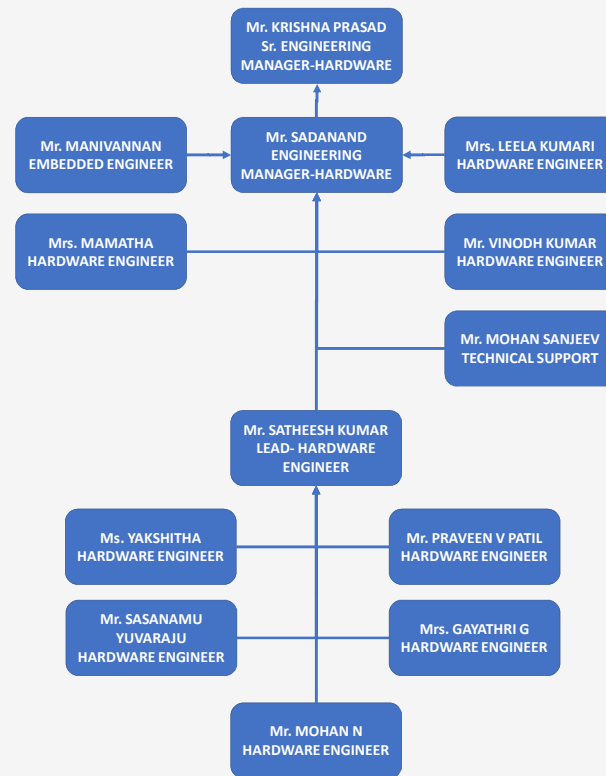 Mr. KRISHNA PRASAD
Sr. ENGINEERING
MANAGER-HARDWARE
Mr. MANIVANNAN
EMBEDDED ENGINEER
Mr. SADANAND
ENGINEERING
MANAGER-HARDWARE
Mrs. LEELA KUMARI
HARDWARE ENGINEER
Mrs. MAMATHA
HARDWARE ENGINEER
Mr. VINODH KUMAR
HARDWARE ENGINEER
Mr. MOHAN SANJEEV
TECHNICAL SUPPORT
Mr. SATHEESH KUMAR
LEAD- HARDWARE
ENGINEER
Ms. YAKSHITHA
HARDWARE ENGINEER
Mr. PRAVEEN V PATIL
HARDWARE ENGINEER
Mr. SASANAMU
YUVARAJU
HARDWARE ENGINEER
Mrs. GAYATHRI G
HARDWARE ENGINEER
Mr. MOHAN N
HARDWARE ENGINEER